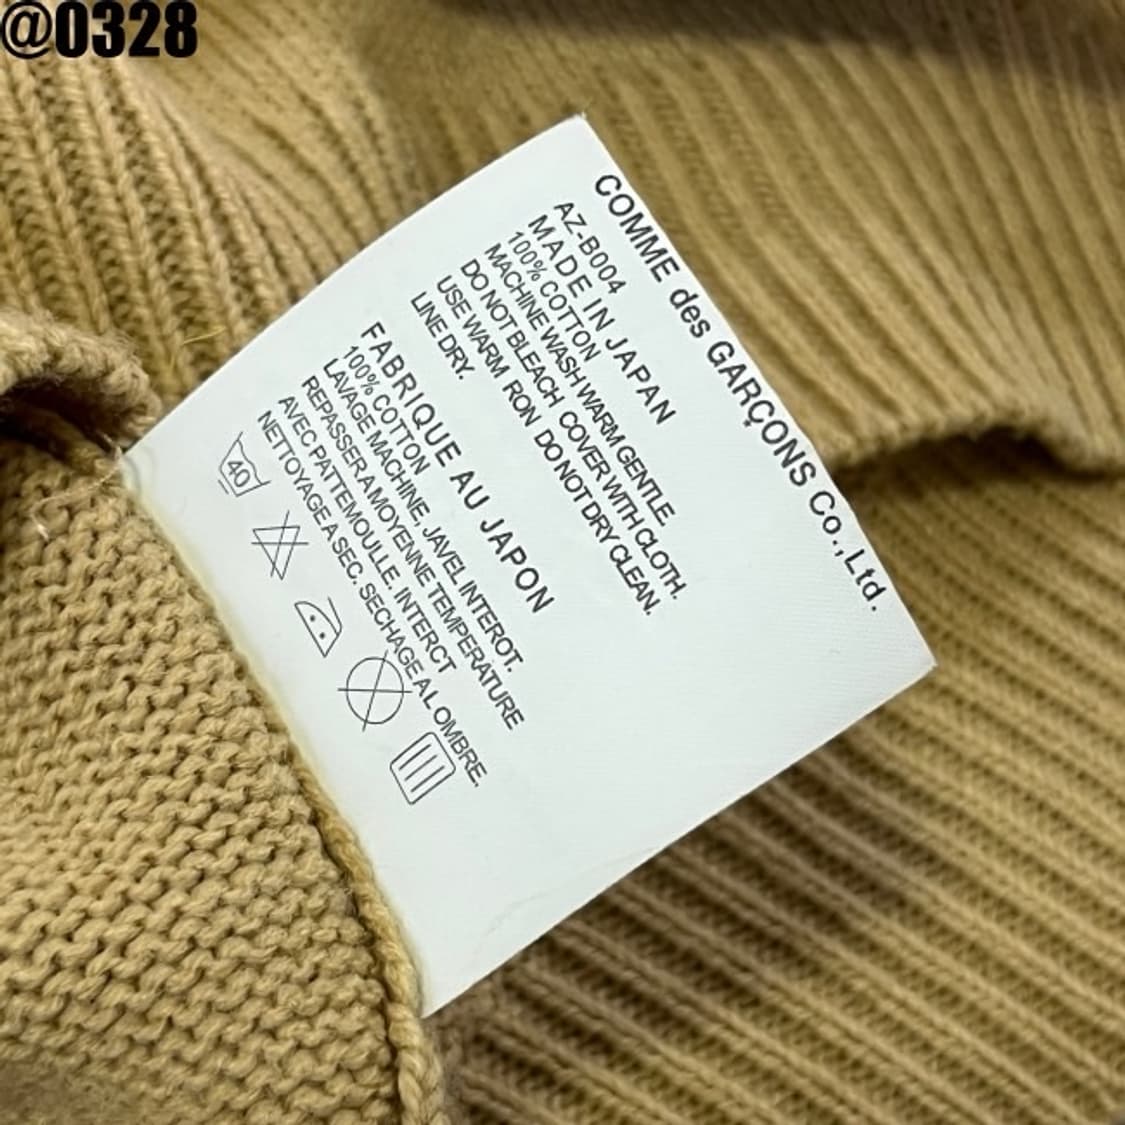 @0328
COMME des GARÇONS Co.,Ltd.
AZ-B004
MADE IN JAPAN
100% COTTON
MACHINE WASH WARM GENTLE.
DO NOT BLEACH COVER WITH CLOTH.
USE WARM RON DO NOT DRY CLEAN.
LINE DRY.
FABRIQUE AU JAPON
100% COTTON
LAVAGE MACHINE, JAVEL INTEROT.
REPASSER A MOYENNE TEMPERATURE
AVEC PATTEMOUILLE. INTERCT
NETTOYAGE A SEC. SECHAGE A L OMBRE.
40